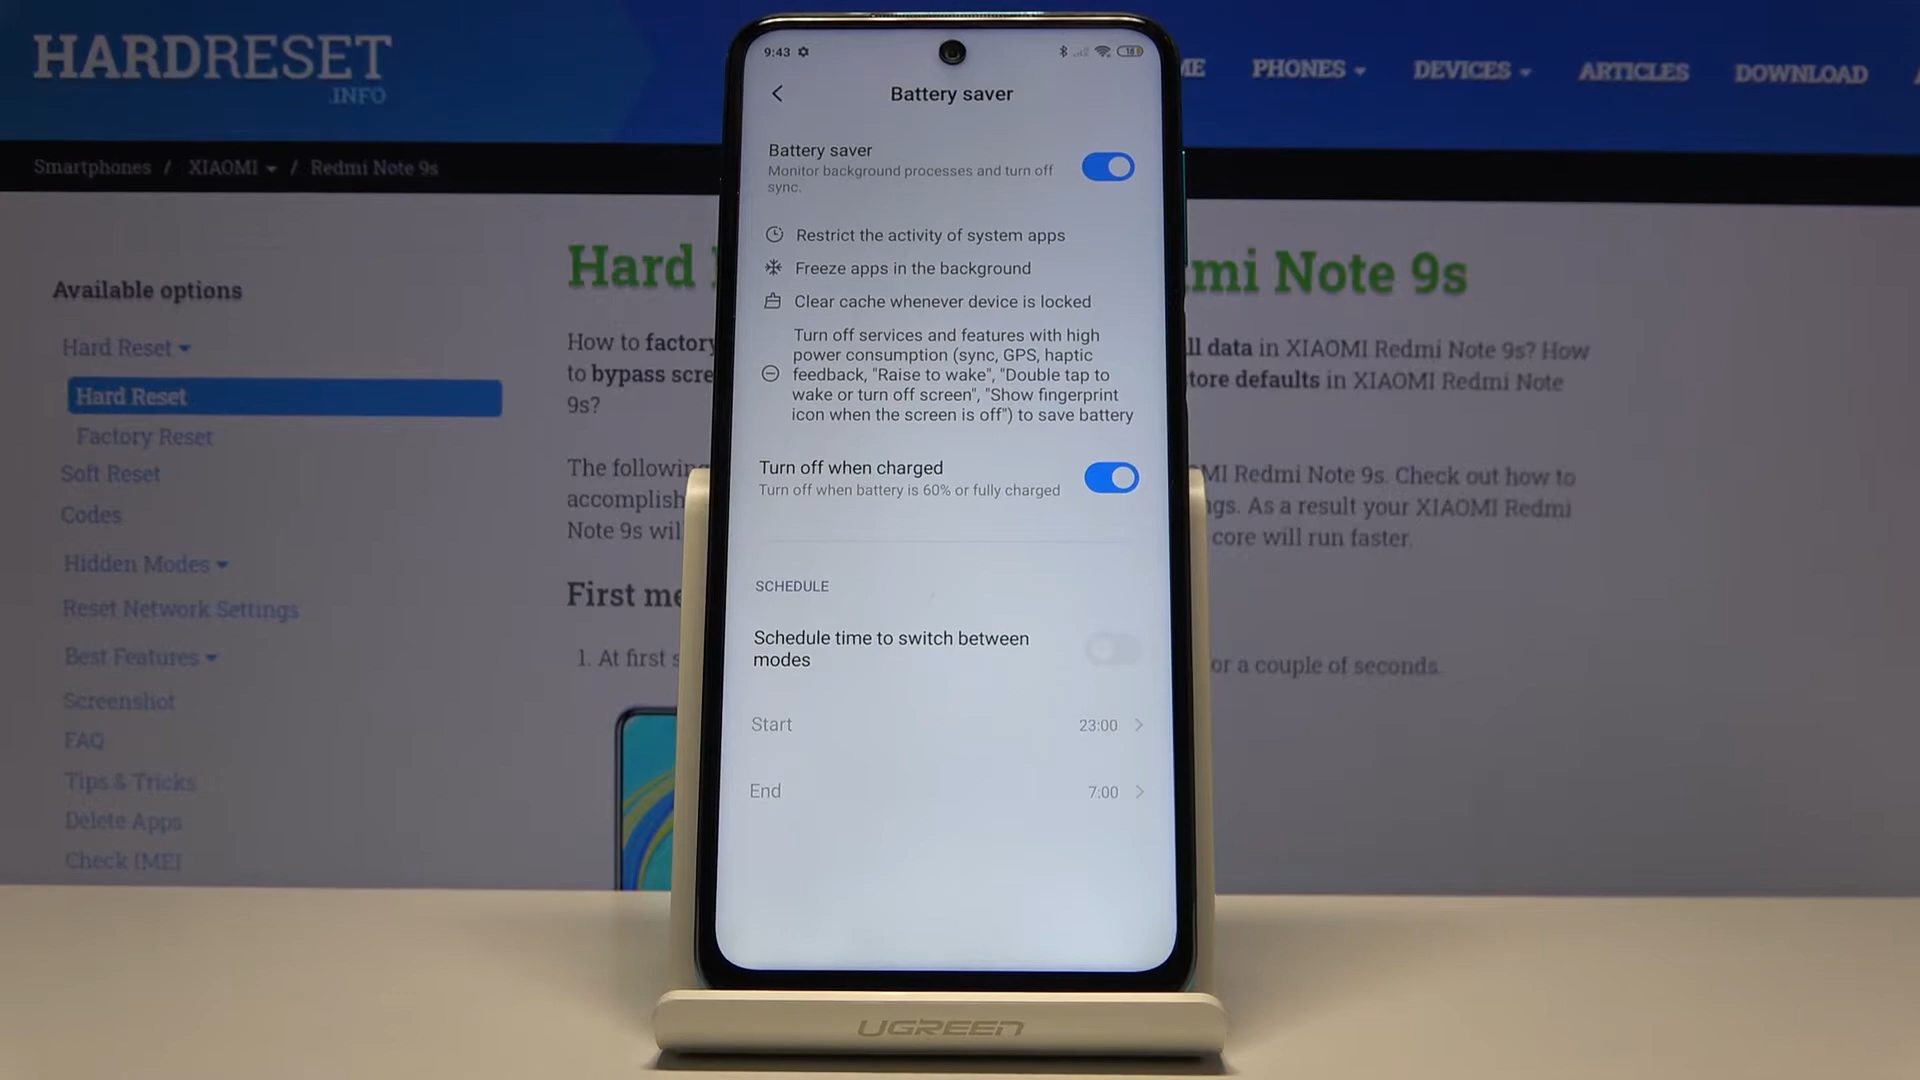 HARDRESET
.INFO
PHONES
DEVICES
ARTICLES
DOWNLOAD
Smartphones / XIAOMI / Redmi Note 9s
Available options
Hard Reset
Hard Reset
Factory Reset
Soft Reset
Codes
Hidden Modes
Reset Network Settings
Best Features
Screenshot
FAQ
Tips & Tricks
Delete Apps
Check IMEI
Hard
mi Note 9s
How to factory
ll data in XIAOMI Redmi Note 9s? How
to bypass scre
tore defaults in XIAOMI Redmi Note
9s?
The following
MI Redmi Note 9s. Check out how to
accomplish
ngs. As a result your XIAOMI Redmi
Note 9s wil
core will run faster.
First me
1. At first s
or a couple of seconds.
9:43
18
Battery saver
Battery saver
Monitor background processes and turn off
sync.
Restrict the activity of system apps
Freeze apps in the background
Clear cache whenever device is locked
Turn off services and features with high
power consumption (sync, GPS, haptic
feedback, "Raise to wake", "Double tap to
wake or turn off screen", "Show fingerprint
icon when the screen is off") to save battery
Turn off when charged
Turn off when battery is 60% or fully charged
SCHEDULE
Schedule time to switch between
modes
Start 23:00
End 7:00
UGREEN